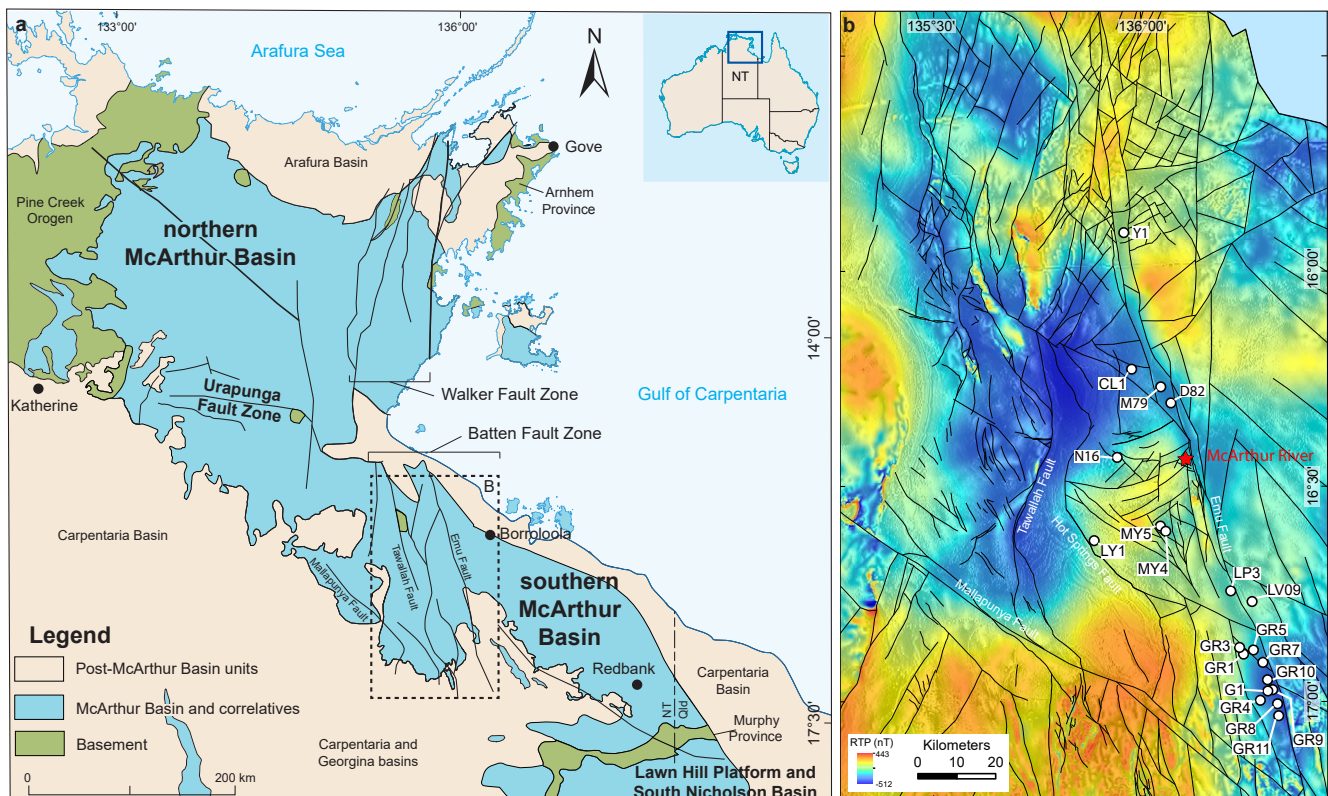 a
133°00'
136°00'
Arafura Sea
N
NT
Gove
Arafura Basin
Arnhem
Province
Pine Creek
Orogen
northern
McArthur Basin
14°00'
Walker Fault Zone
Gulf of Carpentaria
Urapunga
Fault Zone
Katherine
Batten Fault Zone
B
Carpentaria Basin
Borroloola
Tawallah Fault
Emu Fault
Mallapunya Fault
southern
McArthur
Basin
Legend
Post-McArthur Basin units
McArthur Basin and correlatives
Basement
0
200 km
Redbank
Carpentaria
Basin
NT
Qld
Murphy
Province
17°30'
Carpentaria and
Georgina basins
Lawn Hill Platform and
South Nicholson Basin
b
135°30'
136°00'
Y1
16°00'
CL1
M79
D82
N16
McArthur River
16°30'
Tawallah Fault
Hot Springs Fault
Emu Fault
MY5
MY4
LY1
Mallapunya Fault
LP3
LV09
GR5
GR3
GR7
GR1
GR10
G1
GR4
17°00'
GR8
GR9
GR11
RTP (nT)
443
-512
Kilometers
0 10 20